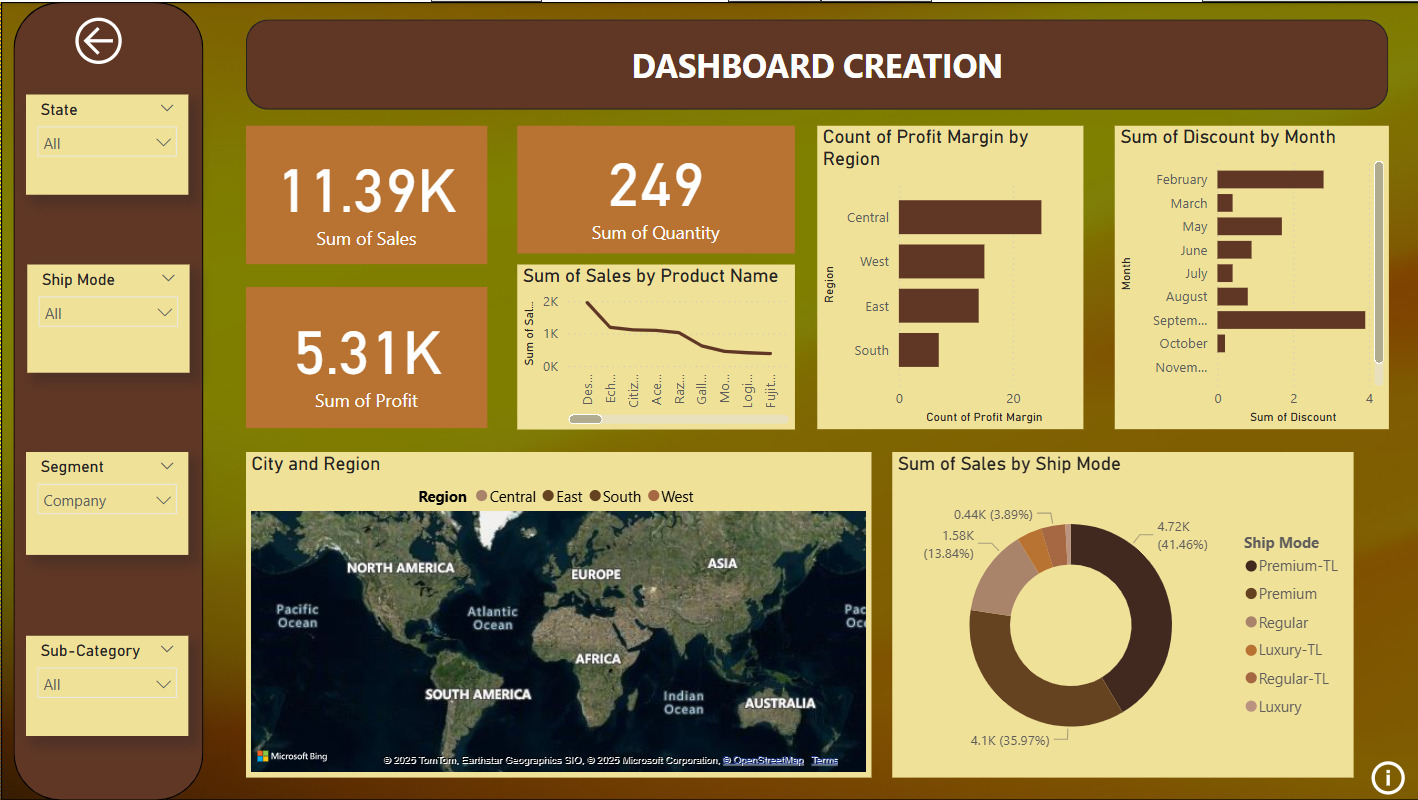 DASHBOARD CREATION
State
All
Ship Mode
All
Segment
Company
Sub-Category
All
11.39K
Sum of Sales
249
Sum of Quantity
5.31K
Sum of Profit
Sum of Sales by Product Name
Sum of Sal...
2K
1K
0K
Des...
Ech...
Citiz...
Ace...
Raz...
Gall...
Mo...
Logi...
Fujit...
Count of Profit Margin by
Region
Region
Central
West
East
South
0
20
Count of Profit Margin
Sum of Discount by Month
Month
February
March
May
June
July
August
Septem...
October
Novem...
0
2
4
Sum of Discount
City and Region
Region Central East South West
NORTH AMERICA
EUROPE
ASIA
Pacific
Ocean
Atlantic
Ocean
Pac
Oc
AFRICA
SOUTH AMERICA
Indian
Ocean
AUSTRALIA
Microsoft Bing
© 2025 TomTom, Earthstar Geographics SIO, © 2025 Microsoft Corporation, © OpenStreetMap Terms
Sum of Sales by Ship Mode
0.44K (3.89%)
1.58K
(13.84%)
4.72K
(41.46%)
4.1K (35.97%)
Ship Mode
Premium-TL
Premium
Regular
Luxury-TL
Regular-TL
Luxury